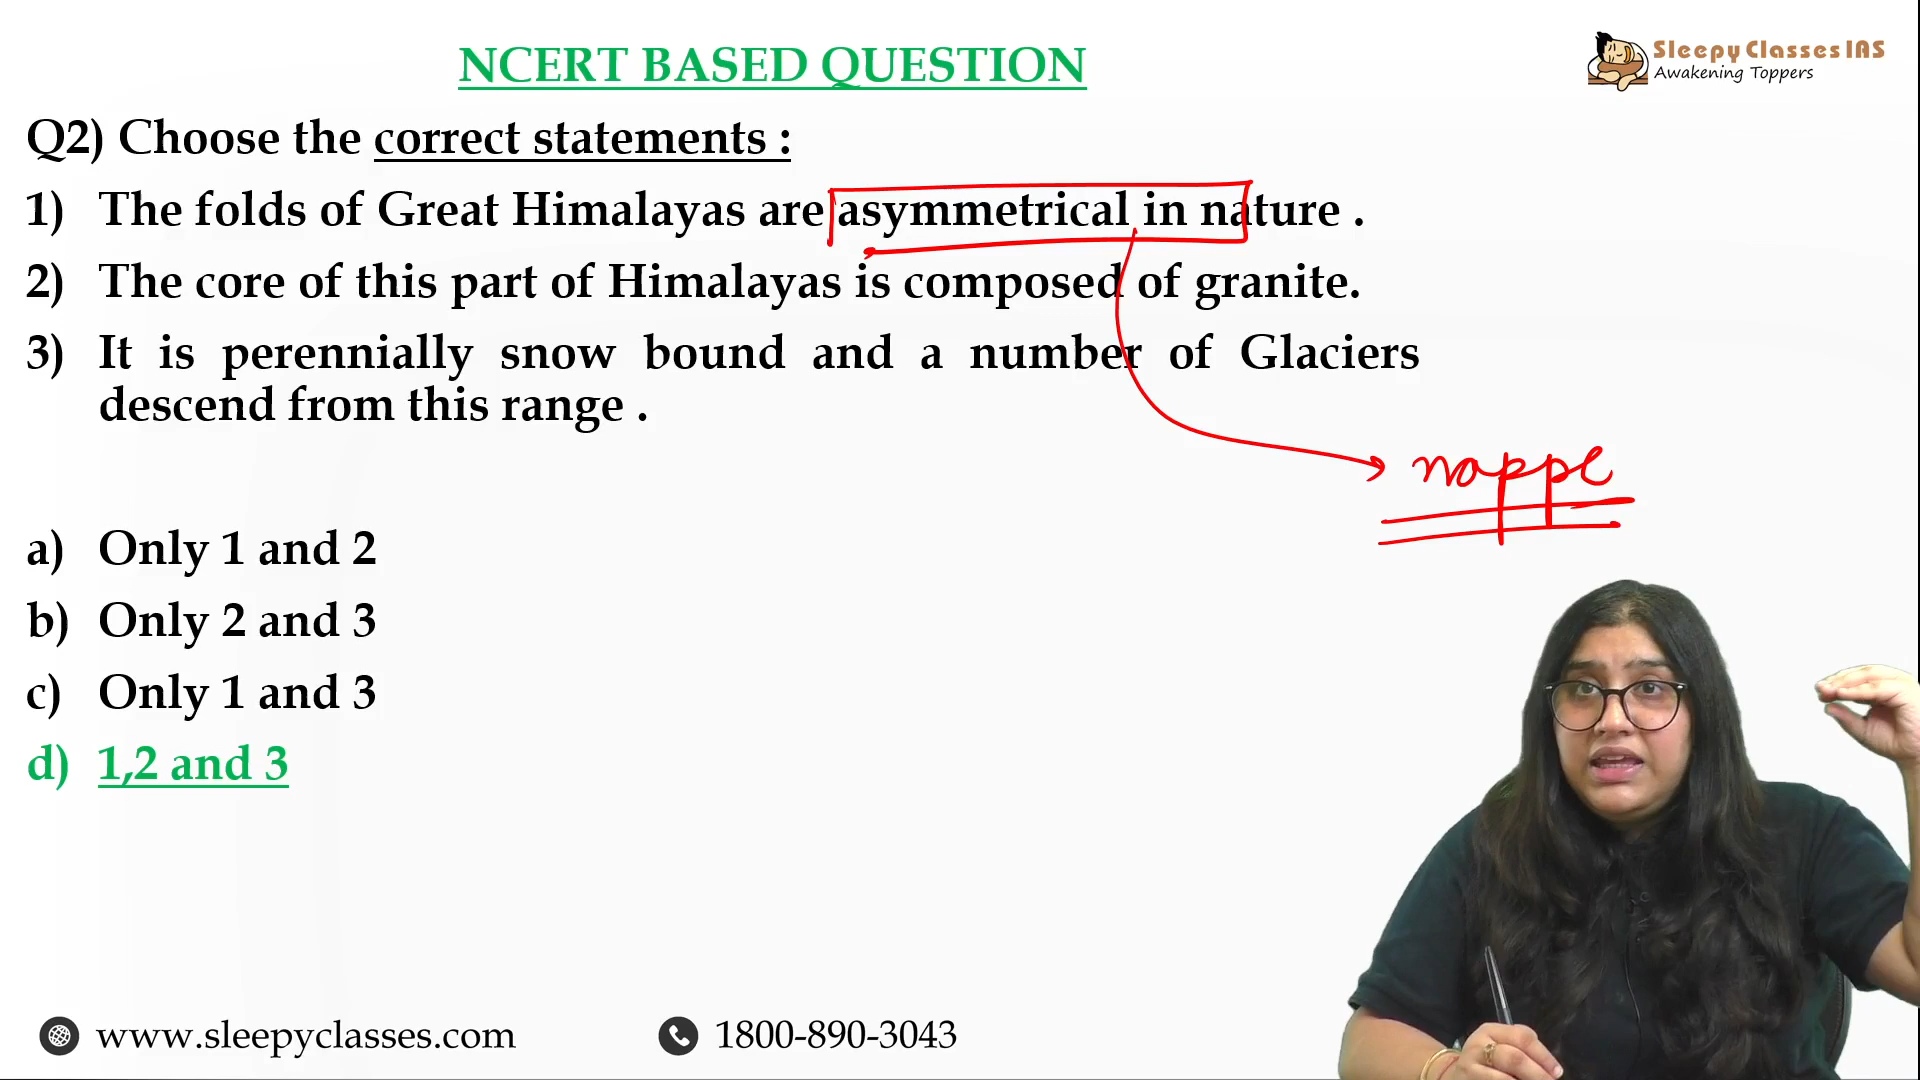 NCERT BASED QUESTION
Sleepy Classes IAS
Awakening Toppers
Q2) Choose the correct statements :
1) The folds of Great Himalayas are asymmetrical in nature .
2) The core of this part of Himalayas is composed of granite.
3) It is perennially snow bound and a number of Glaciers
descend from this range .
nappe
a) Only 1 and 2
b) Only 2 and 3
c) Only 1 and 3
d) 1,2 and 3
www.sleepyclasses.com
1800-890-3043